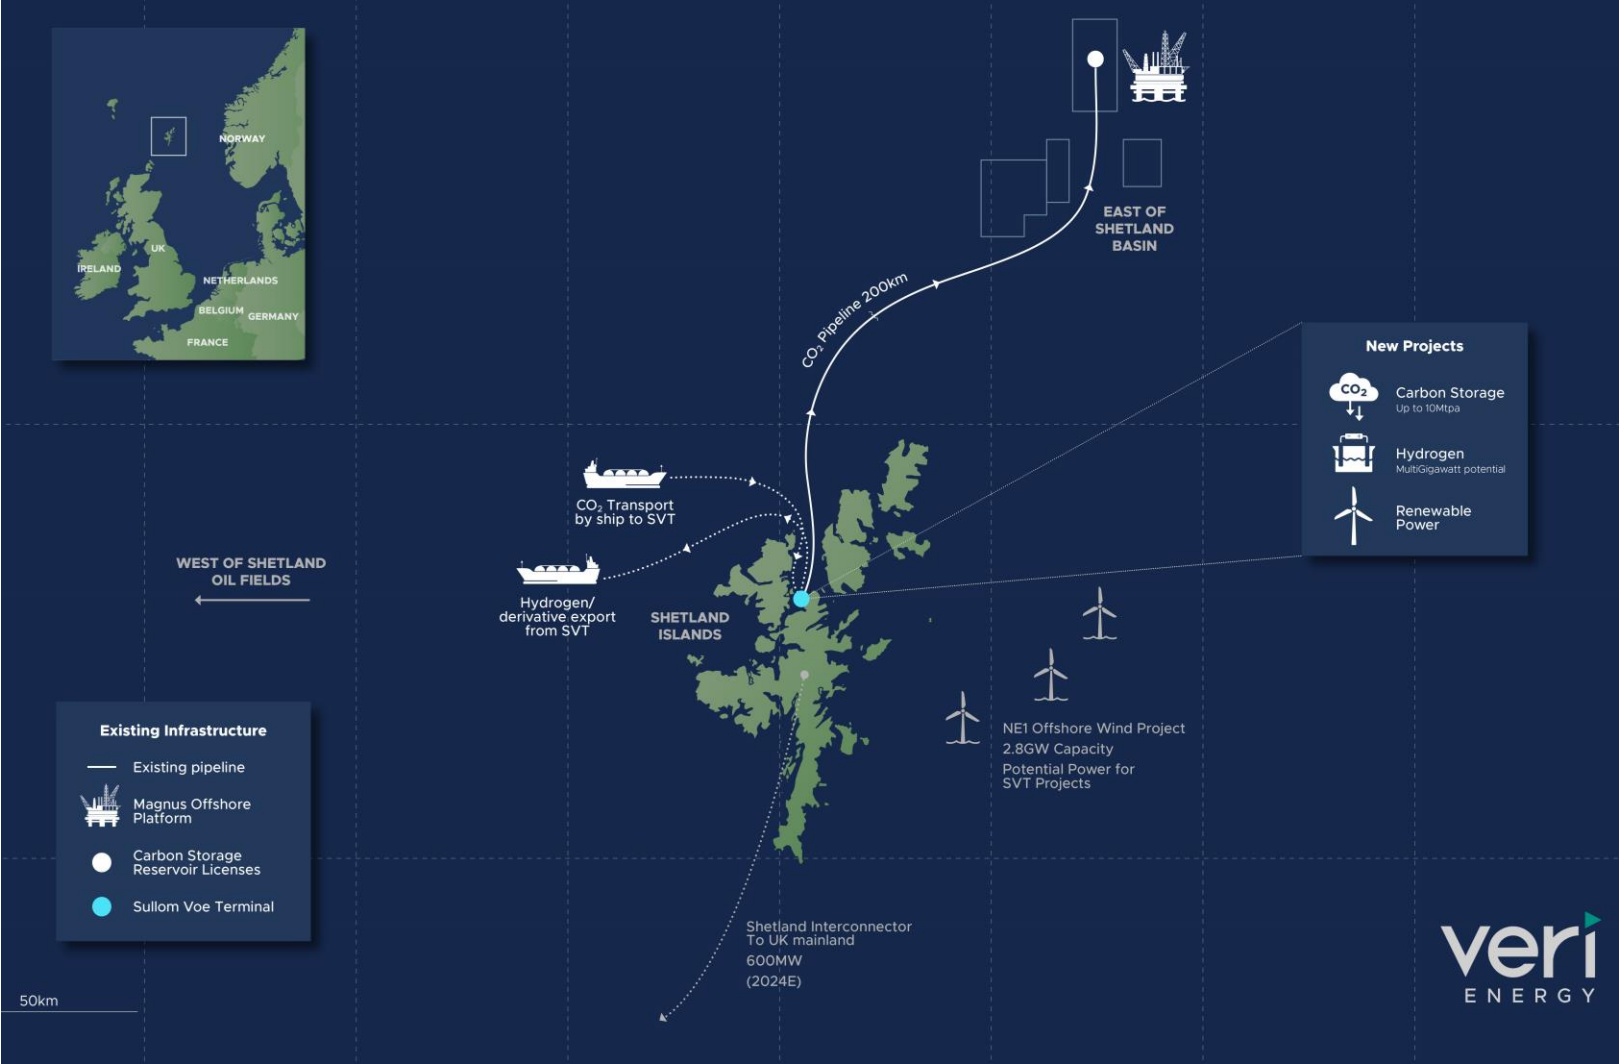 NORWAY
UK
IRELAND
NETHERLANDS
BELGIUM
GERMANY
FRANCE
EAST OF
SHETLAND
BASIN
CO₂ Pipeline 200km
New Projects
CO₂
Carbon Storage
Up to 10Mtpa
Hydrogen
MultiGigawatt potential
Renewable
Power
CO₂ Transport
by ship to SVT
WEST OF SHETLAND
OIL FIELDS
Hydrogen/
derivative export
from SVT
SHETLAND
ISLANDS
NE1 Offshore Wind Project
2.8GW Capacity
Potential Power for
SVT Projects
Existing Infrastructure
Existing pipeline
Magnus Offshore
Platform
Carbon Storage
Reservoir Licenses
Sullom Voe Terminal
Shetland Interconnector
To UK mainland
600MW
(2024E)
50km
veri
ENERGY